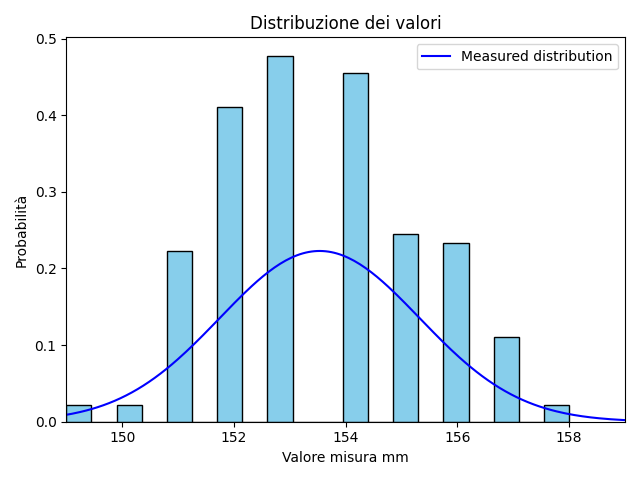 Distribuzione dei valori
Measured distribution
0.5
0.4
0.3
0.2
0.1
0.0
Probabilità
150
152
154
156
158
Valore misura mm